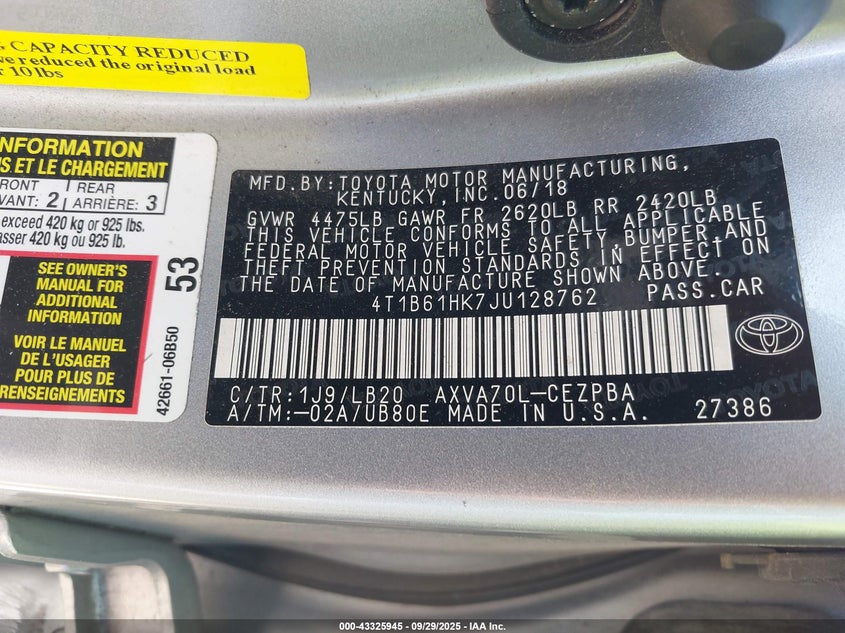 G CAPACITY REDUCED
we reduced the original load
r 10 lbs
INFORMATION
S ET LE CHARGEMENT
FRONT
VANT: 2
REAR
ARRIÈRE: 3
exceed 420 kg or 925 lbs.
asser 420 kg ou 925 lb.
SEE OWNER'S
MANUAL FOR
ADDITIONAL
INFORMATION
VOIR LE MANUEL
DE L'USAGER
POUR PLUS DE
RENSEIGNEMENTS
53
42661-06B50
MFD.BY:TOYOTA MOTOR MANUFACTURING,
KENTUCKY,INC.06/18
GVWR 4475LB GAWR FR 2620LB RR 2420LB
THIS VEHICLE CONFORMS TO ALL APPLICABLE
FEDERAL MOTOR VEHICLE SAFETY,BUMPER,AND
THEFT PREVENTION STANDARDS IN EFFECT ON
THE DATE OF MANUFACTURE SHOWN ABOVE.
4T1B61HK7JU128762 PASS.CAR
C/TR:1J9/LB20 AXVA70L-CEZPBA
A/TM:-02A/UB80E MADE IN U.S.A. 27386
000-43325945 | 09/29/2025 | IAA Inc.